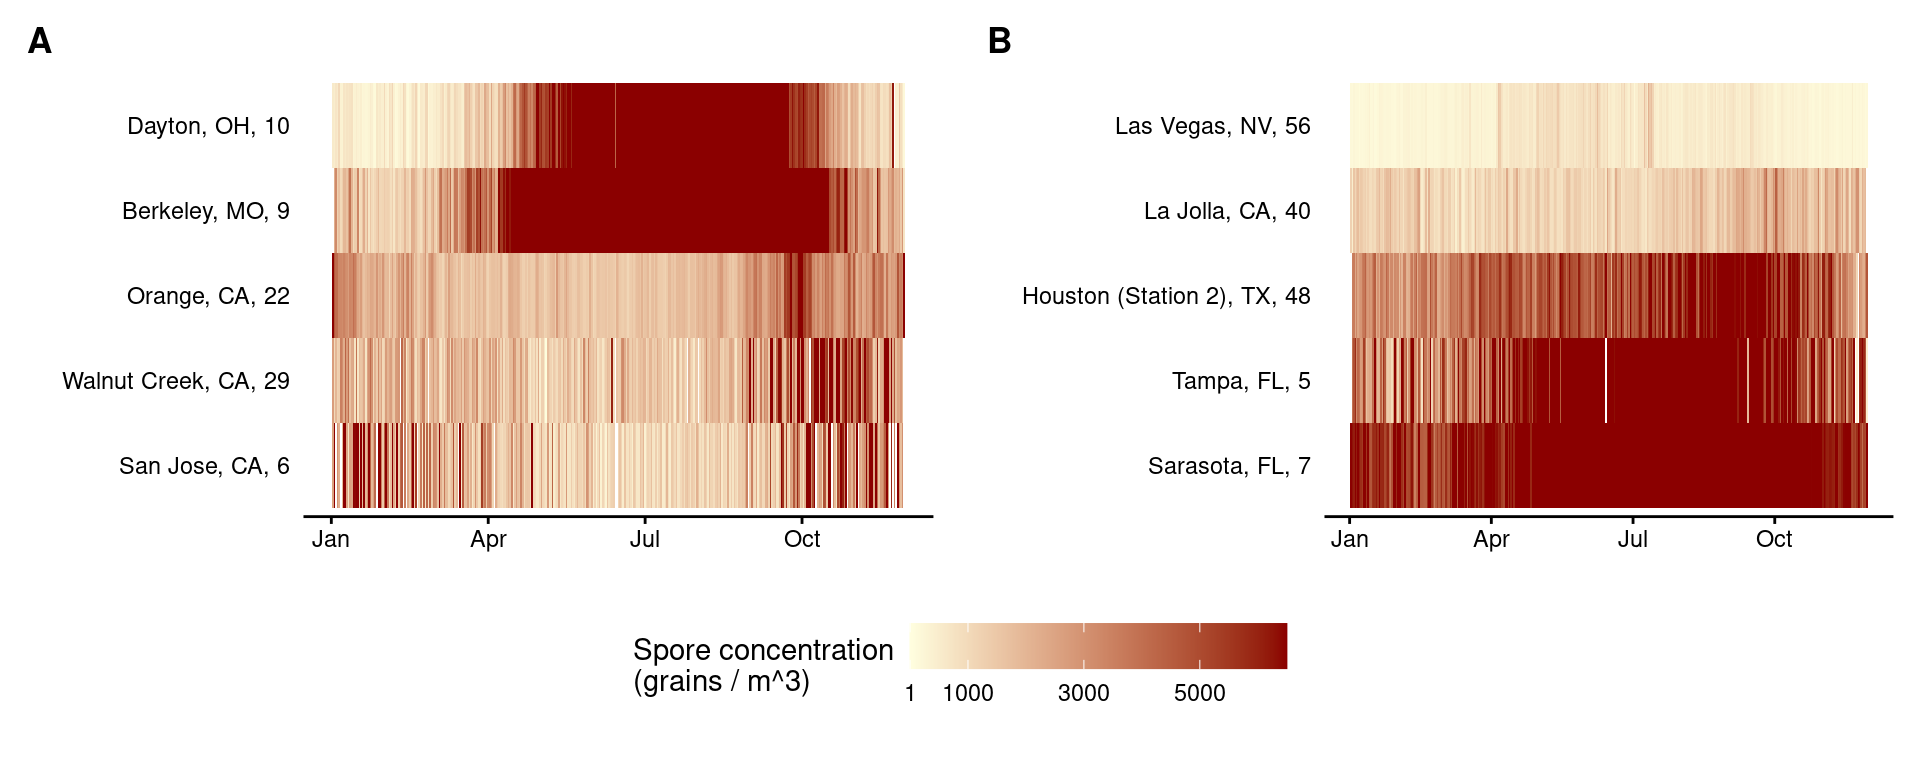 A
Dayton, OH, 10
Berkeley, MO, 9
Orange, CA, 22
Walnut Creek, CA, 29
San Jose, CA, 6
Jan Apr Jul Oct
B
Las Vegas, NV, 56
La Jolla, CA, 40
Houston (Station 2), TX, 48
Tampa, FL, 5
Sarasota, FL, 7
Jan Apr Jul Oct
Spore concentration
(grains / m^3)
1 1000 3000 5000